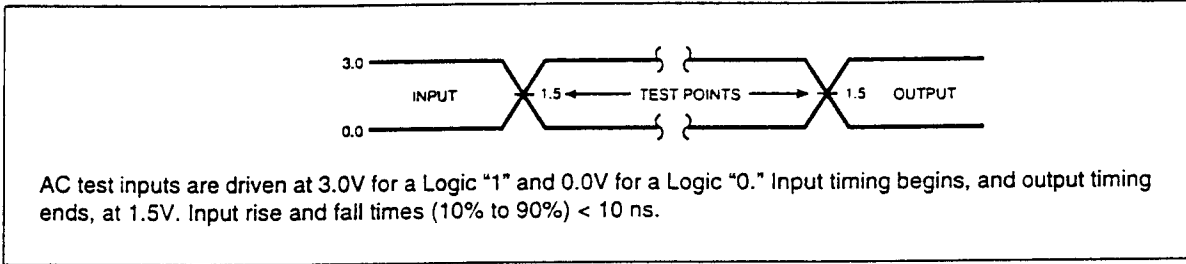 3.0
INPUT 1.5 TEST POINTS 1.5 OUTPUT
0.0
AC test inputs are driven at 3.0V for a Logic "1" and 0.0V for a Logic "0." Input timing begins, and output timing
ends, at 1.5V. Input rise and fall times (10% to 90%) < 10 ns.